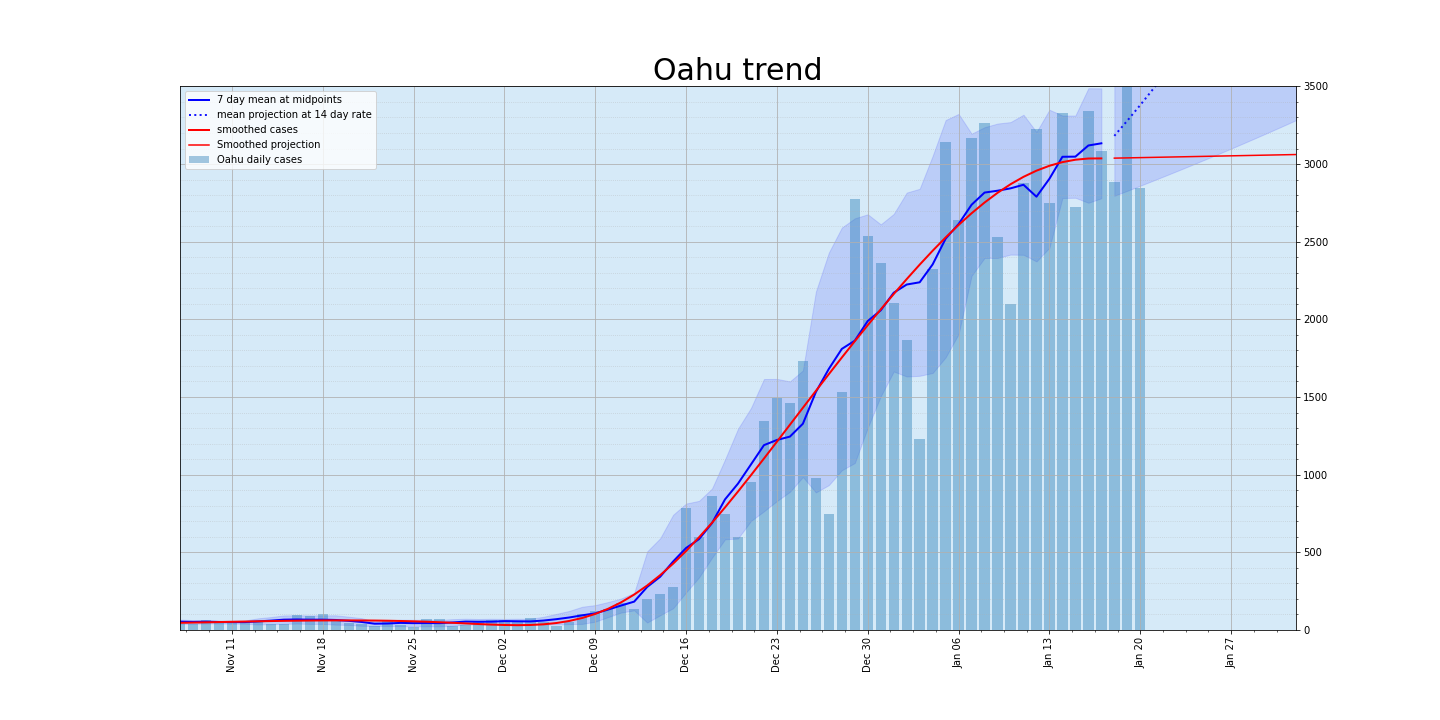 Oahu trend
7 day mean at midpoints
mean projection at 14 day rate
smoothed cases
Smoothed projection
Oahu daily cases
3500
3000
2500
2000
1500
1000
500
0
Nov 11
Nov 18
Nov 25
Dec 02
Dec 09
Dec 16
Dec 23
Dec 30
Jan 06
Jan 13
Jan 20
Jan 27